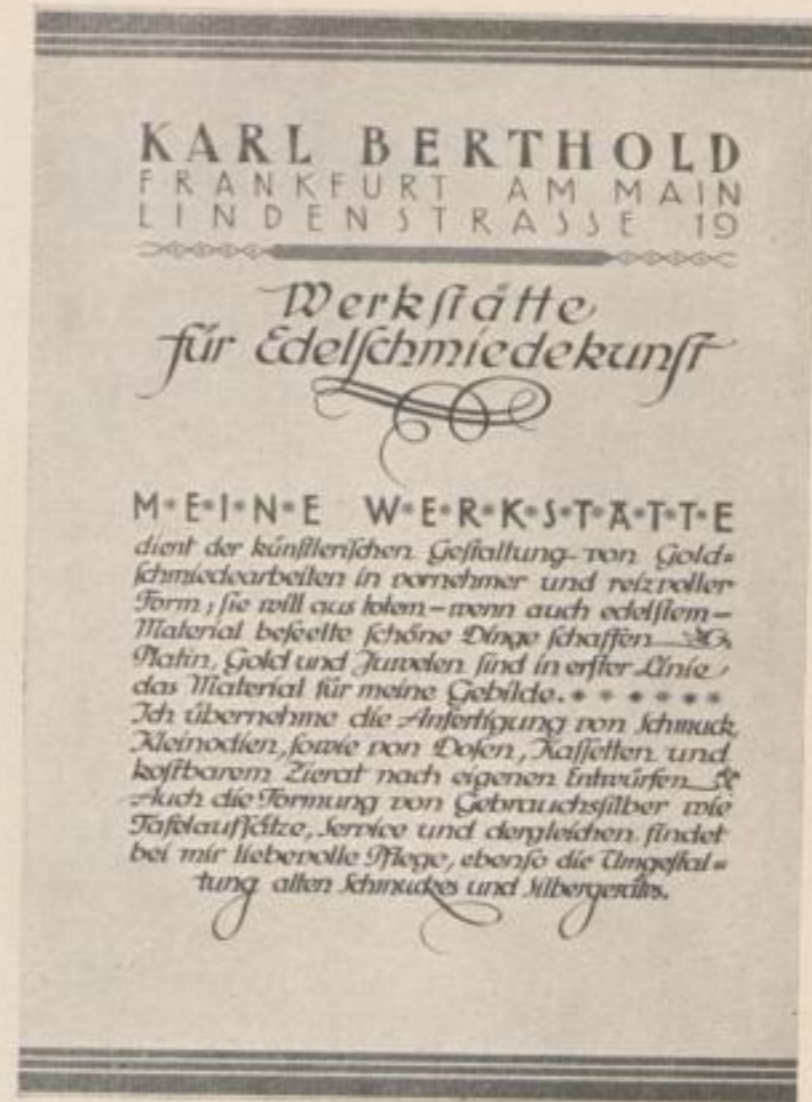 KARL BERTHOLD
FRANKFURT AM MAIN
LINDENSTRASSE 19
Werkſtätte
für Edelſchmiedekunſt
M•E•I•N•E W•E•R•K•S•T•Ä•T•T•E
dient der künſtleriſchen Geſtaltung von Gold=
ſchmiedearbeiten in vornehmer und reizvoller
Form; ſie will aus totem – wenn auch edelſtem –
Material beſeelte ſchöne Dinge ſchaffen
Platin, Gold und Juwelen ſind in erſter Linie
das Material für meine Gebilde.
Ich übernehme die Anfertigung von Schmuck,
Kleinodien, ſowie von Doſen, Kaſſetten und
koſtbarem Zierat nach eigenen Entwürfen
Auch die Formung von Gebrauchsſilber wie
Tafelaufſätze, Service und dergleichen findet
bei mir liebevolle Pflege, ebenſo die Umgeſtal=
tung alten Schmuckes und Silbergeräts.